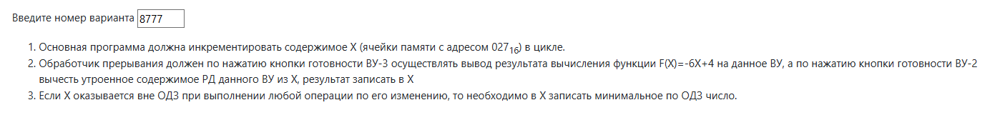 Введите номер варианта 8777
1. Основная программа должна инкрементировать содержимое X (ячейки памяти с адресом 027₁₆) в цикле.
2. Обработчик прерывания должен по нажатию кнопки готовности ВУ-3 осуществлять вывод результата вычисления функции F(X)=-6X+4 на данное ВУ, а по нажатию кнопки готовности ВУ-2
вычесть утроенное содержимое РД данного ВУ из X, результат записать в X
3. Если X оказывается вне ОДЗ при выполнении любой операции по его изменению, то необходимо в X записать минимальное по ОДЗ число.